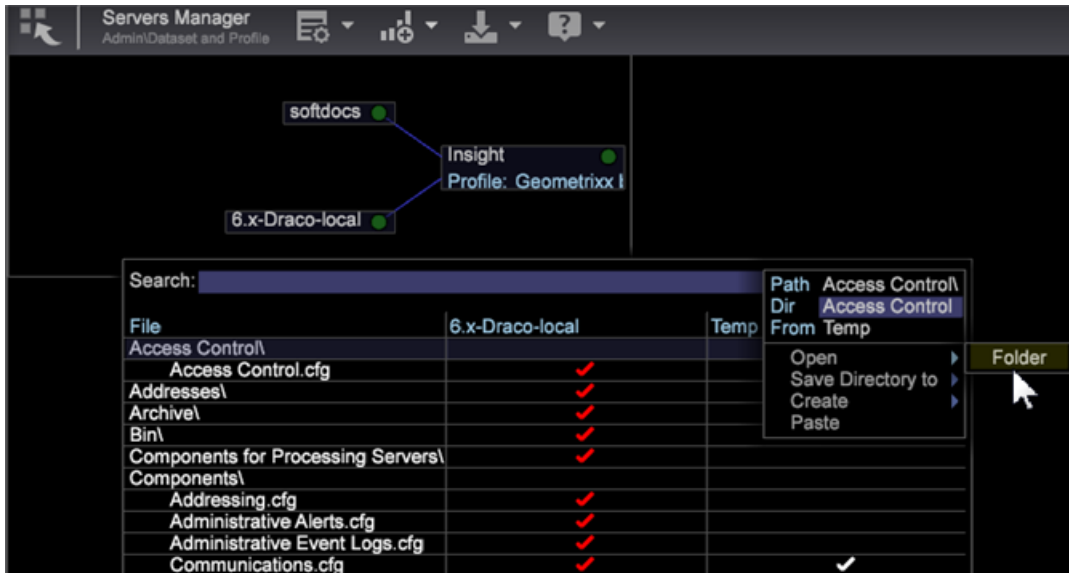 Servers Manager
Admin\Dataset and Profile
softdocs
Insight
Profile: Geometrixx
6.x-Draco-local
Search:
Path Access Control\
Dir Access Control
From Temp
File 6.x-Draco-local Temp
Access Control\
Open Folder
Access Control.cfg
Save Directory to
Addresses\
Create
Archive\
Paste
Bin\
Components for Processing Servers\
Components\
Addressing.cfg
Administrative Alerts.cfg
Administrative Event Logs.cfg
Communications.cfg